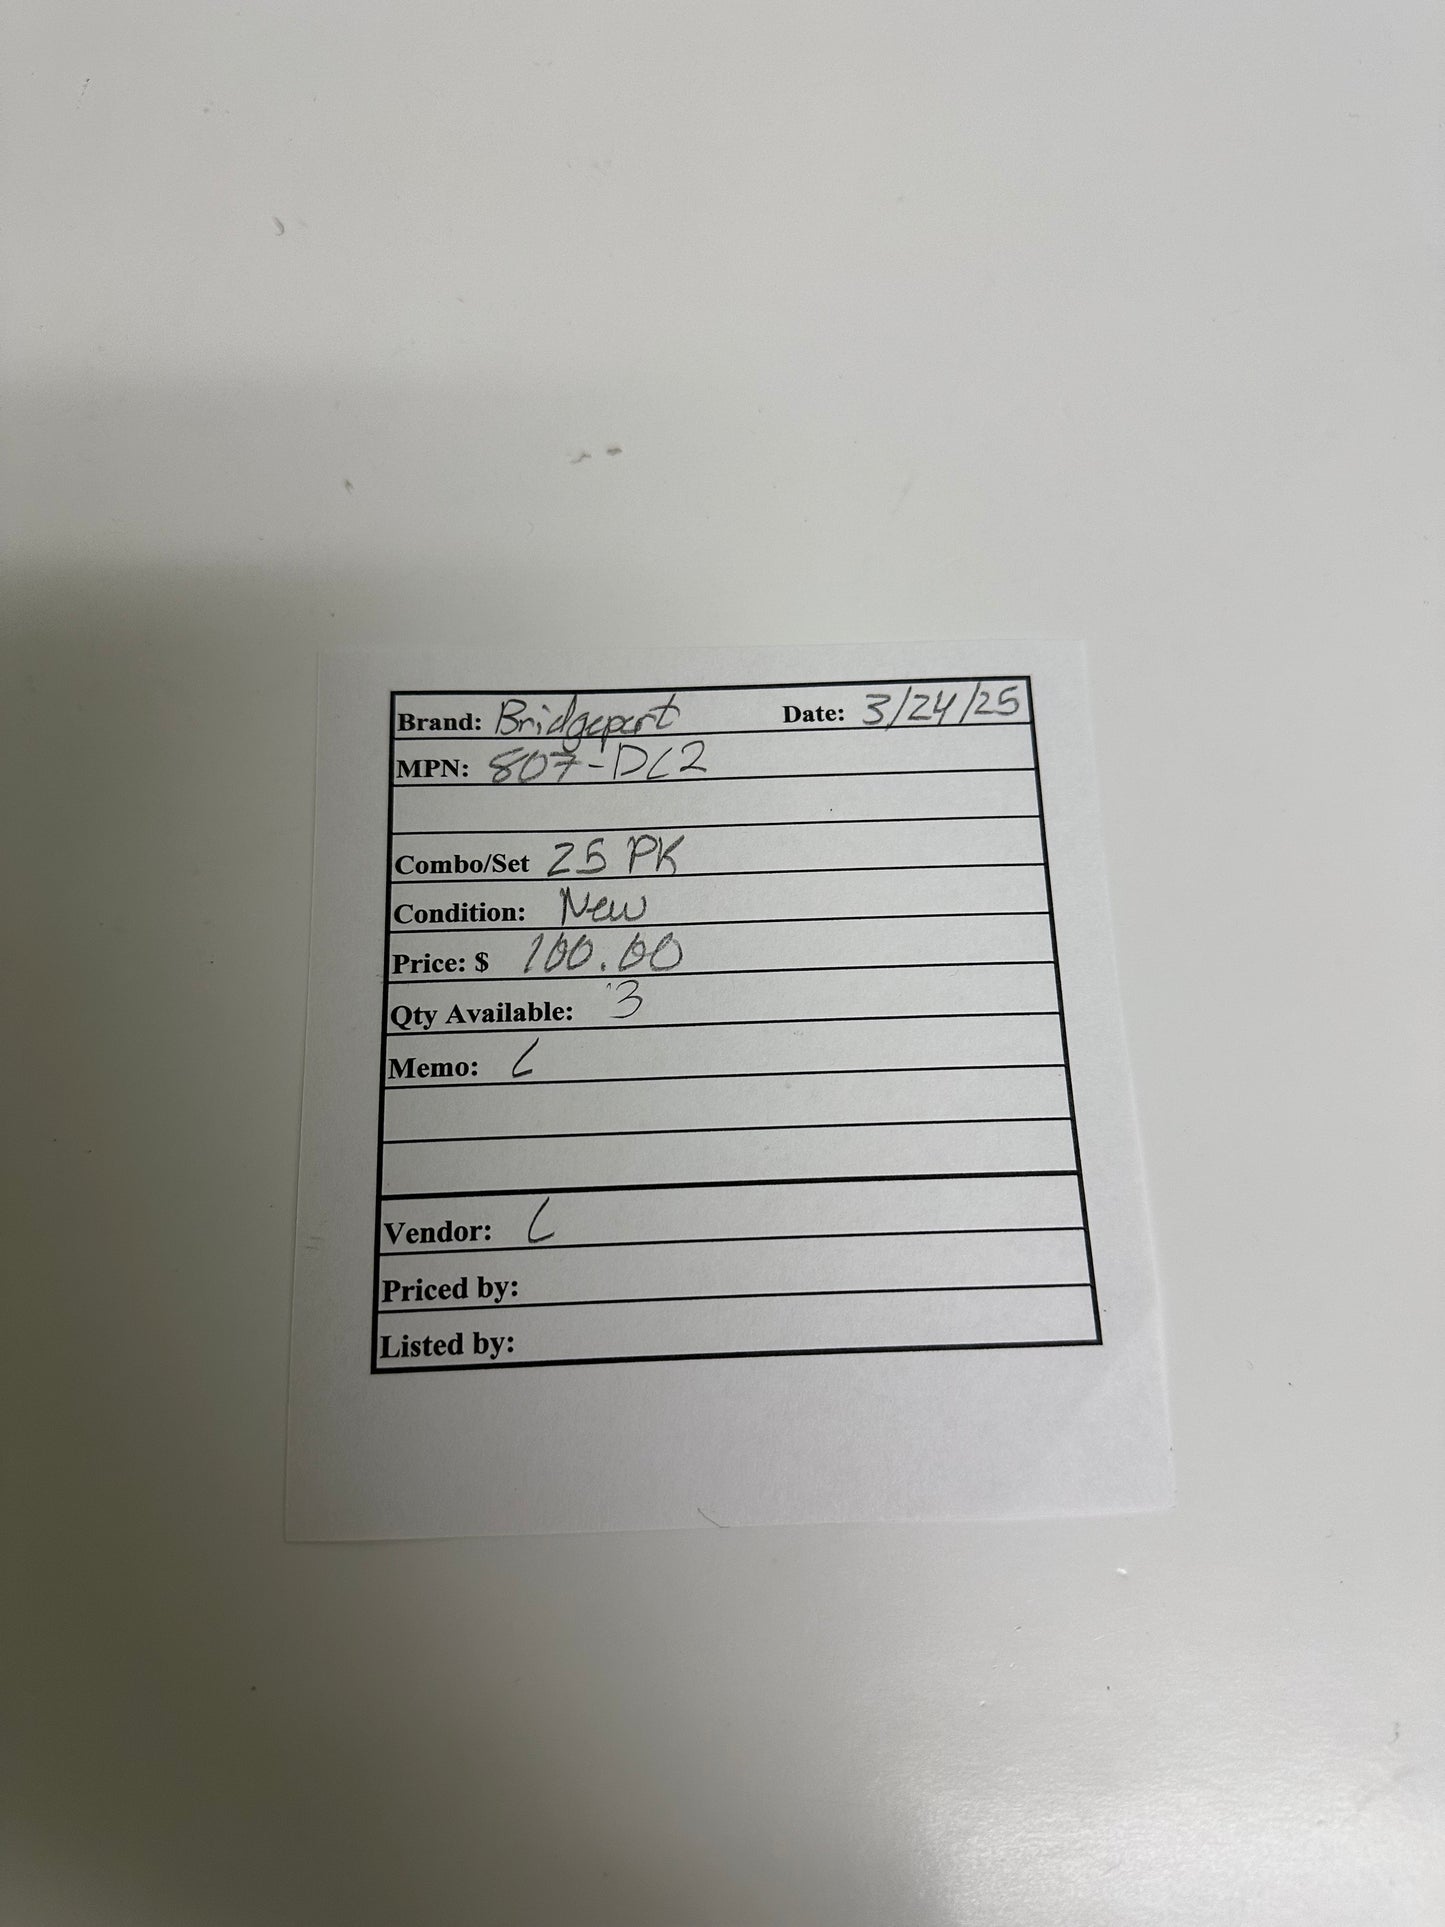 Brand: Bridgeport Date: 3/24/25
MPN: 807-DC2
Combo/Set 25 PK
Condition: New
Price: $ 100.00
Qty Available: 3
Memo: L
Vendor: L
Priced by:
Listed by: